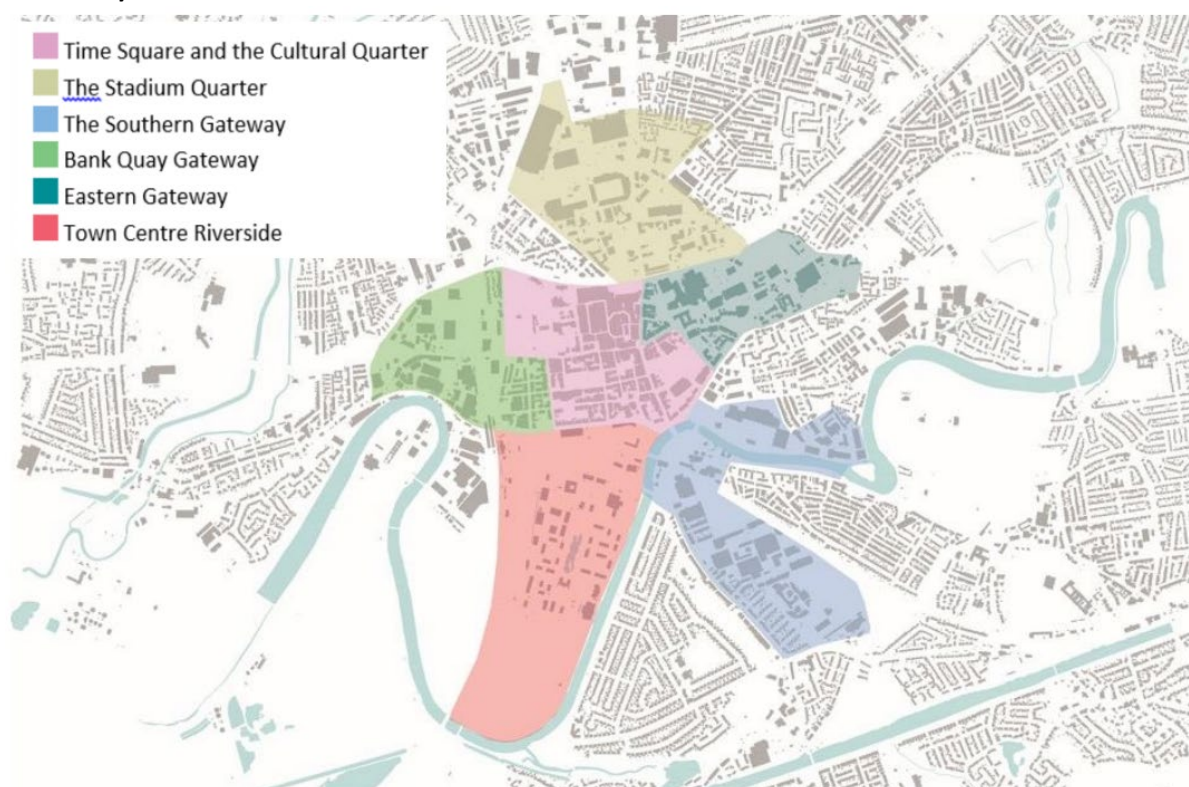 Time Square and the Cultural Quarter
The Stadium Quarter
The Southern Gateway
Bank Quay Gateway
Eastern Gateway
Town Centre Riverside